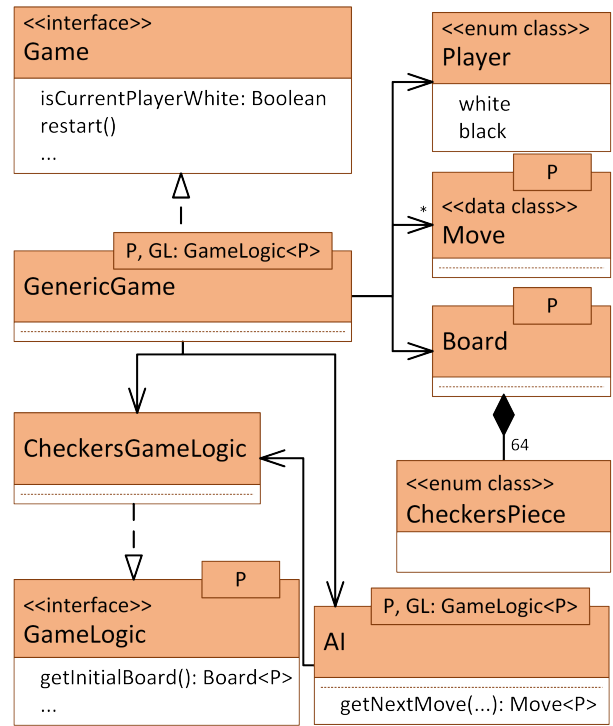 <<interface>>
Game
isCurrentPlayerWhite: Boolean
restart()
...
<<enum class>>
Player
white
black
P
<<data class>>
Move
*
P, GL: GameLogic<P>
GenericGame
P
Board
64
CheckersGameLogic
<<enum class>>
CheckersPiece
P
<<interface>>
GameLogic
getInitialBoard(): Board<P>
...
P, GL: GameLogic<P>
AI
getNextMove(...): Move<P>